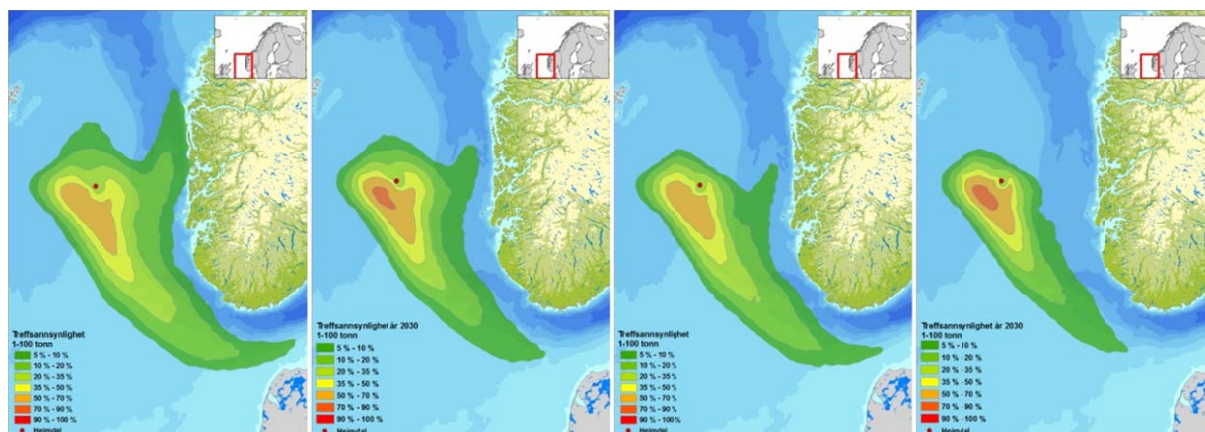 Treffsannsynlighet
1-100 tonn
5 % - 10 %
10 % - 20 %
20 % - 35 %
35 % - 50 %
50 % - 70 %
70 % - 90 %
90 % - 100 %
Heimdal
Treffsannsynlighet år 2030
1-100 tonn
5 % - 10 %
10 % - 20 %
20 % - 35 %
35 % - 50 %
50 % - 70 %
70 % - 90 %
90 % - 100 %
Heimdal
Treffsannsynlighet
1-100 tonn
5 % - 10 %
10 % - 20 %
20 % - 35 %
35 % - 50 %
50 % - 70 %
70 % - 90 %
90 % - 100%
Heimdal
Treffsannsynlighet år 2030
1-100 tonn
5 % - 10 %
10 % - 20 %
20 % - 35 %
35 % - 50 %
50 % - 70 %
70 % - 90 %
90 % - 100 %
Heimdal